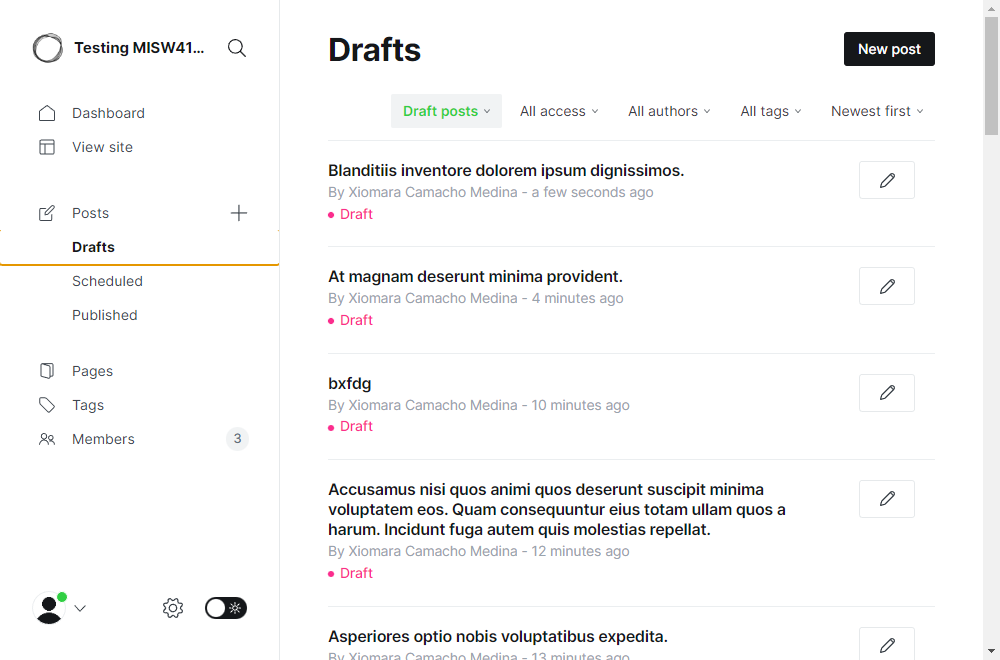 Testing MISW41...
Dashboard
View site
Posts
Drafts
Scheduled
Published
Pages
Tags
Members
3
Drafts
New post
Draft posts
All access
All authors
All tags
Newest first
Blanditiis inventore dolorem ipsum dignissimos.
By Xiomara Camacho Medina - a few seconds ago
Draft
At magnam deserunt minima provident.
By Xiomara Camacho Medina - 4 minutes ago
Draft
bxfdg
By Xiomara Camacho Medina - 10 minutes ago
Draft
Accusamus nisi quos animi quos deserunt suscipit minima
voluptatem eos. Quam consequuntur eius totam ullam quos a
harum. Incidunt fuga autem quis molestias repellat.
By Xiomara Camacho Medina - 12 minutes ago
Draft
Asperiores optio nobis voluptatibus expedita.
By Xiomara Camacho Medina - 13 minutes ago